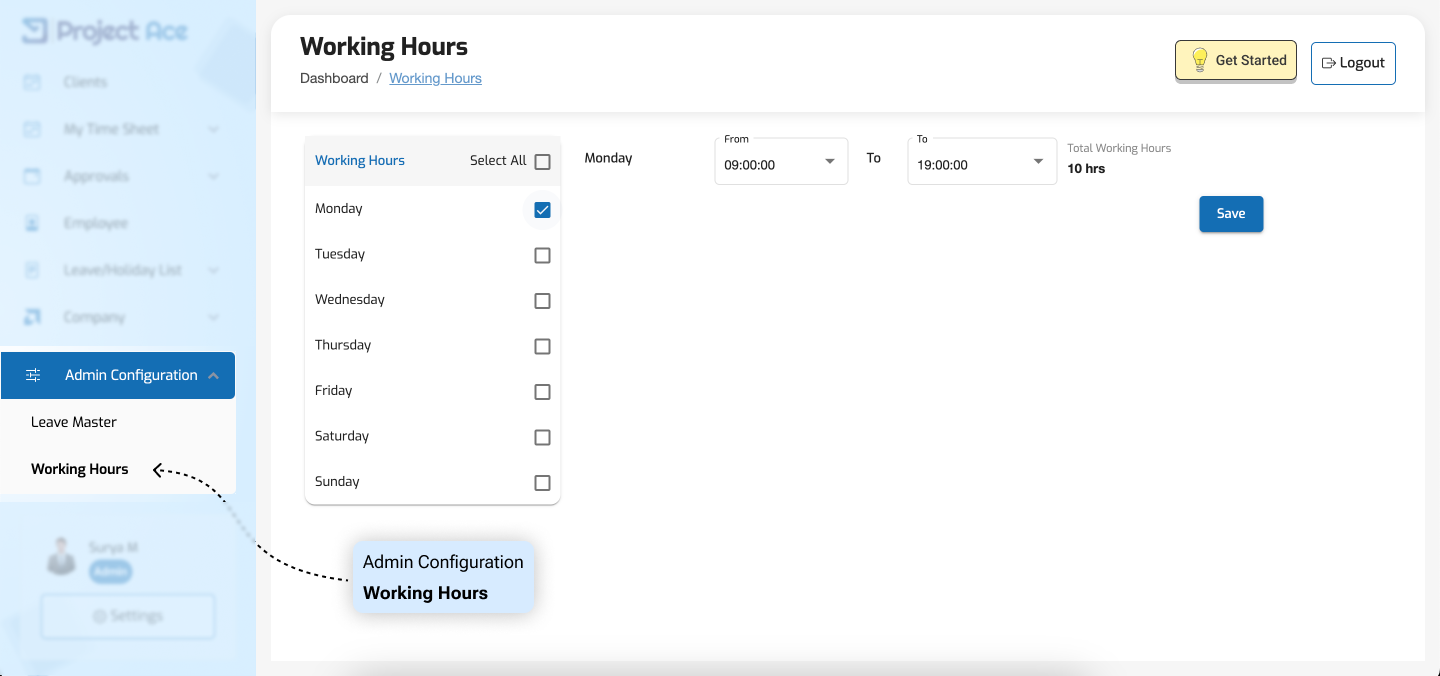 Project Ace
Clients
My Time Sheet
Approvals
Employee
Leave/Holiday List
Company
Admin Configuration
Leave Master
Working Hours
Surya M
Admin
Settings
Working Hours
Dashboard / Working Hours
Get Started
Logout
Working Hours Select All
Monday
Tuesday
Wednesday
Thursday
Friday
Saturday
Sunday
Monday
From
09:00:00
To
To
19:00:00
Total Working Hours
10 hrs
Save
Admin Configuration
Working Hours